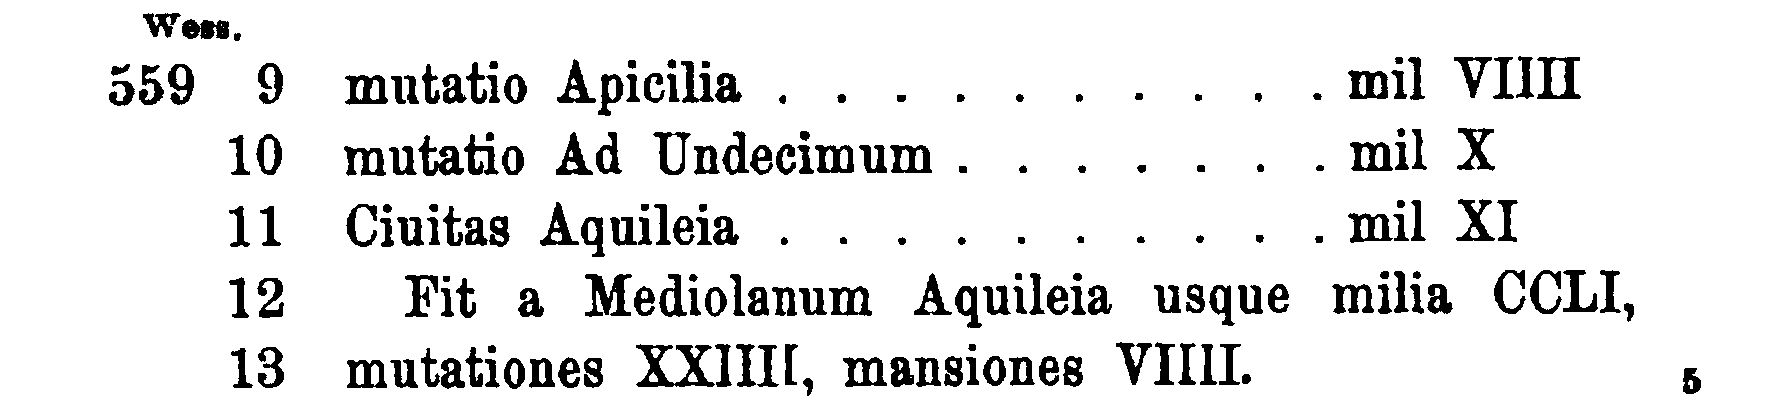 Wess.
559 9 mutatio Apicilia . . . . . . . . . . mil VIIII
10 mutatio Ad Undecimum . . . . . . . mil X
11 Ciuitas Aquileia . . . . . . . . . . mil XI
12 Fit a Mediolanum Aquileia usque milia CCLI,
13 mutationes XXIIII, mansiones VIIII.
5